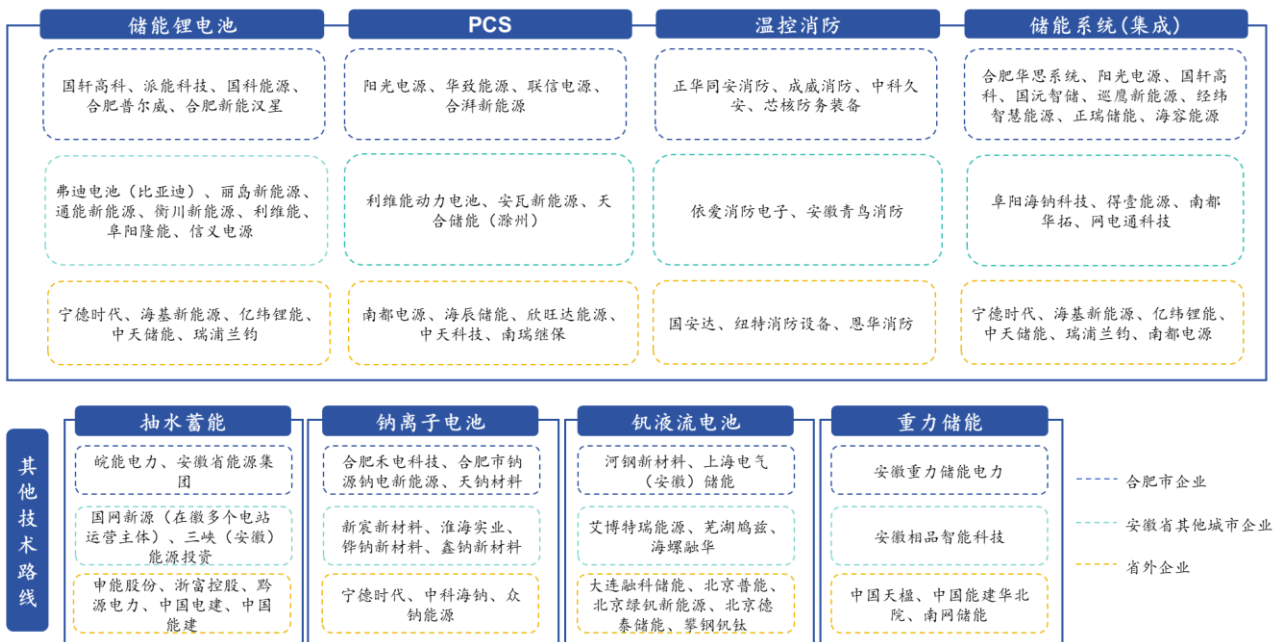 储能锂电池
国轩高科、派能科技、国科能源、
合肥普尔威、合肥新能汉星
弗迪电池（比亚迪）、丽岛新能源、
通能新能源、衡川新能源、利维能、
阜阳隆能、信义电源
宁德时代、海基新能源、亿纬锂能、
中天储能、瑞浦兰钧
PCS
阳光电源、华致能源、联信电源、
合湃新能源
利维能动力电池、安瓦新能源、天
合储能（滁州）
南都电源、海辰储能、欣旺达能源、
中天科技、南瑞继保
温控消防
正华同安消防、成威消防、中科久
安、芯核防务装备
依爱消防电子、安徽青鸟消防
国安达、纽特消防设备、恩华消防
储能系统(集成)
合肥华思系统、阳光电源、国轩高
科、国沅智储、巡鹰新能源、经纬
智慧能源、正瑞储能、海容能源
阜阳海钠科技、得壹能源、南都
华拓、网电通科技
宁德时代、海基新能源、亿纬锂能、
中天储能、瑞浦兰钧、南都电源
其他技术路线
抽水蓄能
皖能电力、安徽省能源集
团
国网新源（在徽多个电站
运营主体）、三峡（安徽）
能源投资
申能股份、浙富控股、黔
源电力、中国电建、中国
能建
钠离子电池
合肥禾电科技、合肥市钠
源钠电新能源、天钠材料
新宸新材料、淮海实业、
铧钠新材料、鑫钠新材料
宁德时代、中科海钠、众
钠能源
钒液流电池
河钢新材料、上海电气
（安徽）储能
艾博特瑞能源、芜湖鸠兹、
海螺融华
大连融科储能、北京普能、
北京绿钒新能源、北京德
泰储能、攀钢钒钛
重力储能
安徽重力储能电力
安徽相品智能科技
中国天楹、中国能建华北
院、南网储能
合肥市企业
安徽省其他城市企业
省外企业